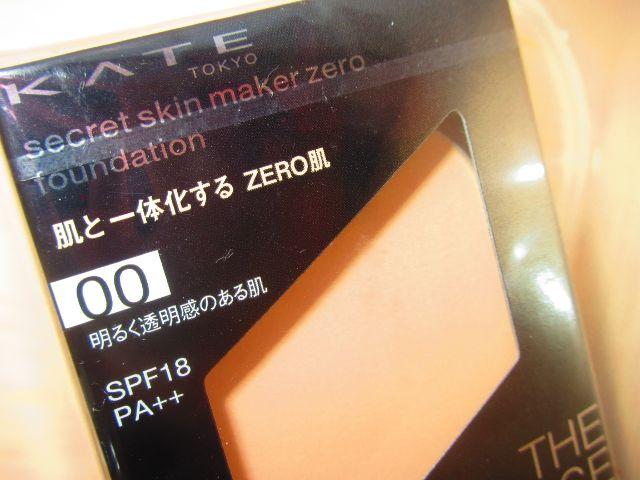 KATE
TOKYO
secret skin maker zero
foundation
肌と一体化する ZERO肌
00
明るく透明感のある肌
SPF18
PA++
THE